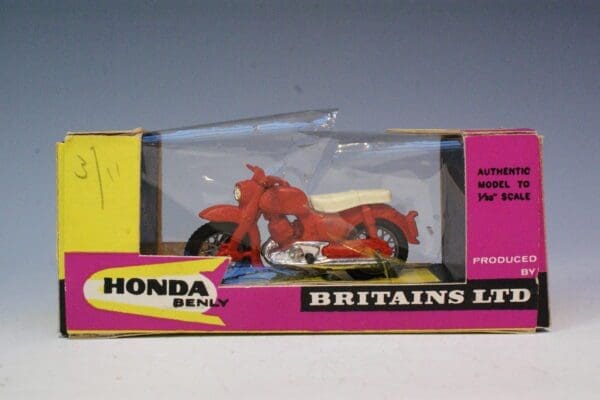 3/11
AUTHENTIC
MODEL TO
1/32" SCALE
PRODUCED
BY
HONDA
BENLY
BRITAINS LTD